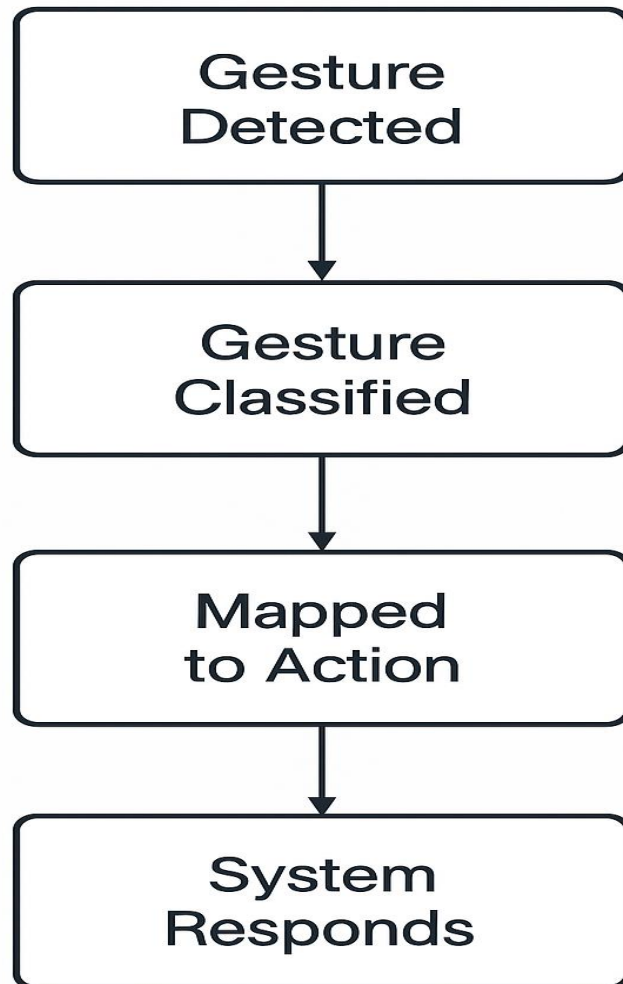 Gesture
Detected
Gesture
Classified
Mapped
to Action
System
Responds